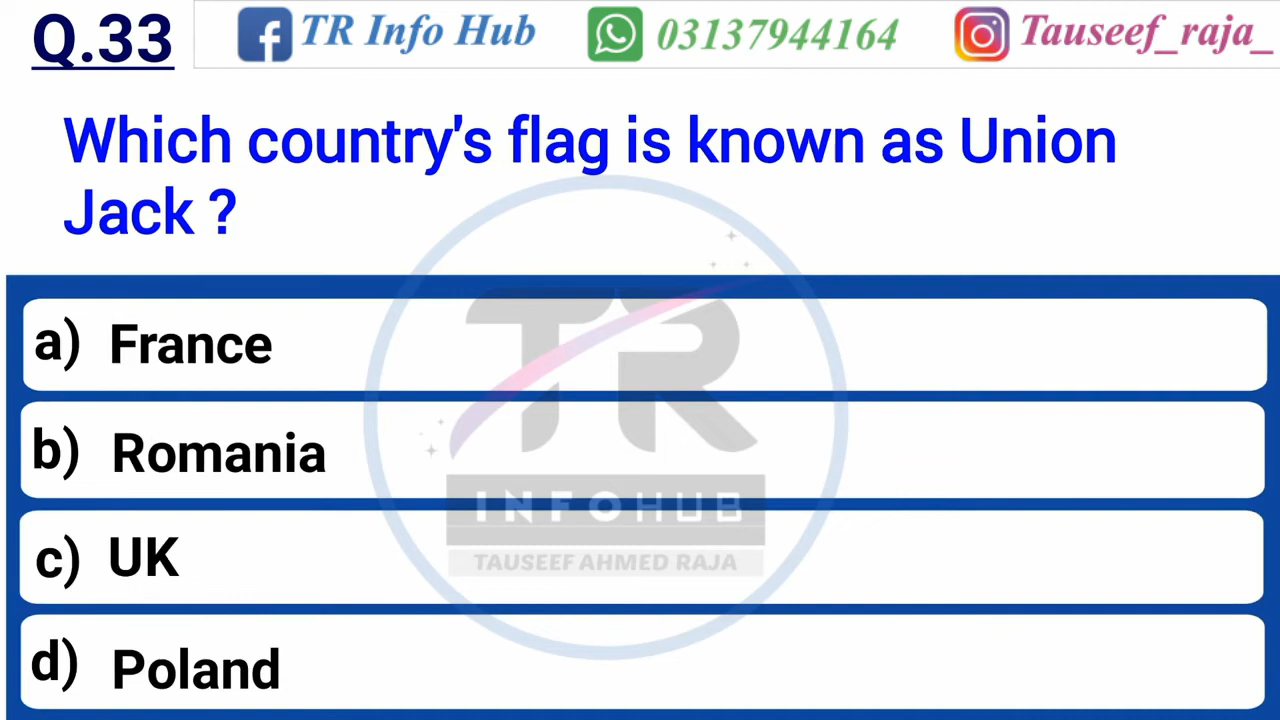 Q.33
TR Info Hub
03137944164
Tauseef_raja_
Which country's flag is known as Union
Jack ?
a) France
b) Romania
c) UK
d) Poland
TR
INFOHUB
TAUSEEF AHMED RAJA